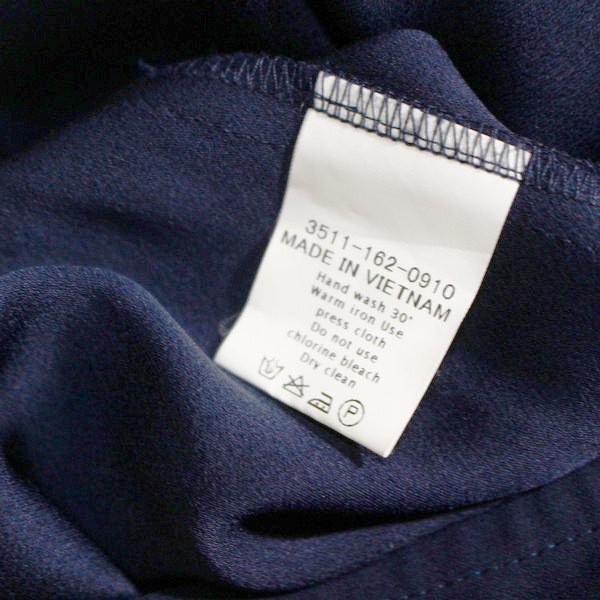 3511-162-0910
MADE IN VIETNAM
Hand wash 30°
Warm iron Use
press cloth
Do not use
chlorine bleach
Dry clean
P